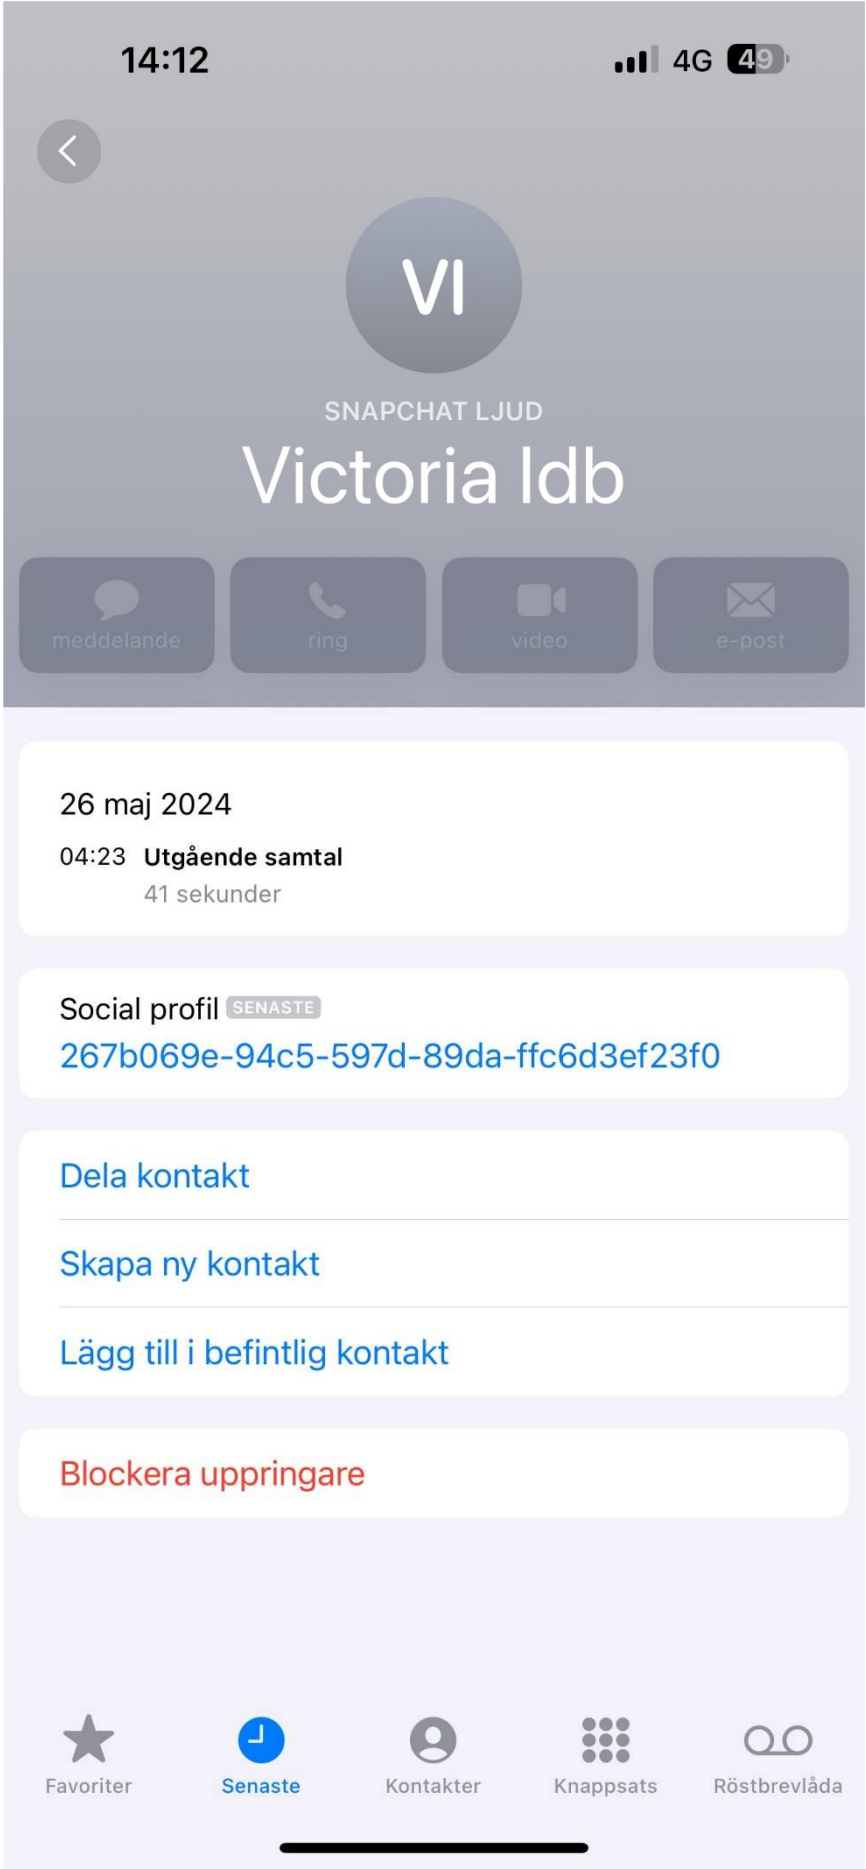 14:12
4G 49
VI
SNAPCHAT LJUD
Victoria ldb
meddelande
ring
video
e-post
26 maj 2024
04:23 Utgående samtal
41 sekunder
Social profil SENASTE
267b069e-94c5-597d-89da-ffc6d3ef23f0
Dela kontakt
Skapa ny kontakt
Lägg till i befintlig kontakt
Blockera uppringare
Favoriter
Senaste
Kontakter
Knappsats
Röstbrevlåda